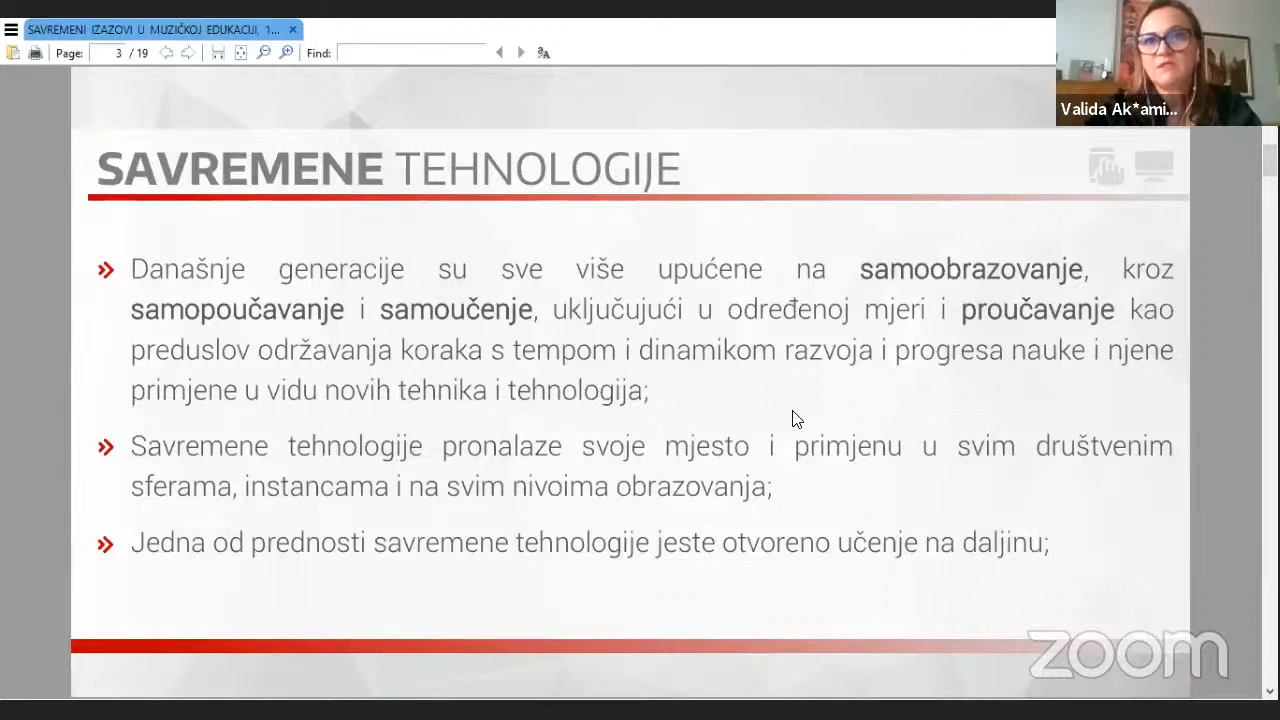 SAVREMENI IZAZOVI U MUZIČKOJ EDUKACIJI, 1...
Page: 3 / 19 Find:
Valida Ak*ami...
SAVREMENE TEHNOLOGIJE
Današnje generacije su sve više upućene na samoobrazovanje, kroz
samopoučavanje i samoučenje, uključujući u određenoj mjeri i proučavanje kao
preduslov održavanja koraka s tempom i dinamikom razvoja i progresa nauke i njene
primjene u vidu novih tehnika i tehnologija;
Savremene tehnologije pronalaze svoje mjesto i primjenu u svim društvenim
sferama, instancama i na svim nivoima obrazovanja;
Jedna od prednosti savremene tehnologije jeste otvoreno učenje na daljinu;
zoom